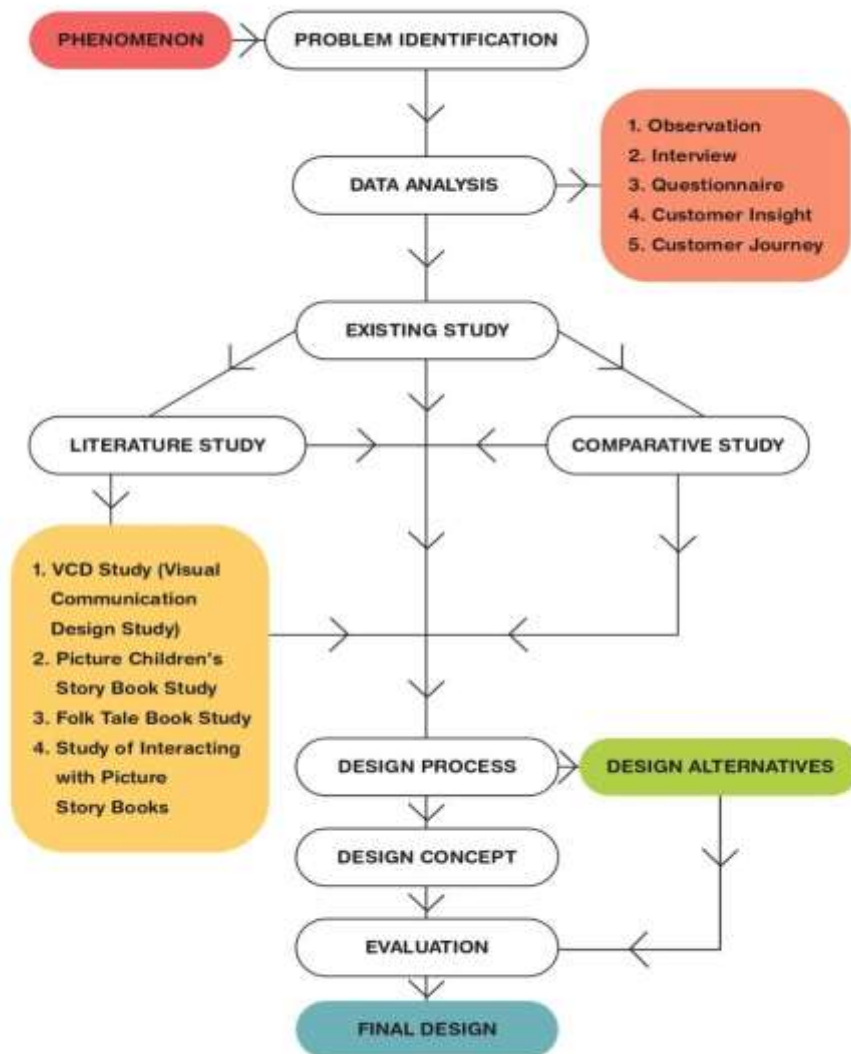 PHENOMENON
PROBLEM IDENTIFICATION
DATA ANALYSIS
1. Observation
2. Interview
3. Questionnaire
4. Customer Insight
5. Customer Journey
EXISTING STUDY
LITERATURE STUDY
COMPARATIVE STUDY
1. VCD Study (Visual
Communication
Design Study)
2. Picture Children's
Story Book Study
3. Folk Tale Book Study
4. Study of Interacting
with Picture
Story Books
DESIGN PROCESS
DESIGN ALTERNATIVES
DESIGN CONCEPT
EVALUATION
FINAL DESIGN